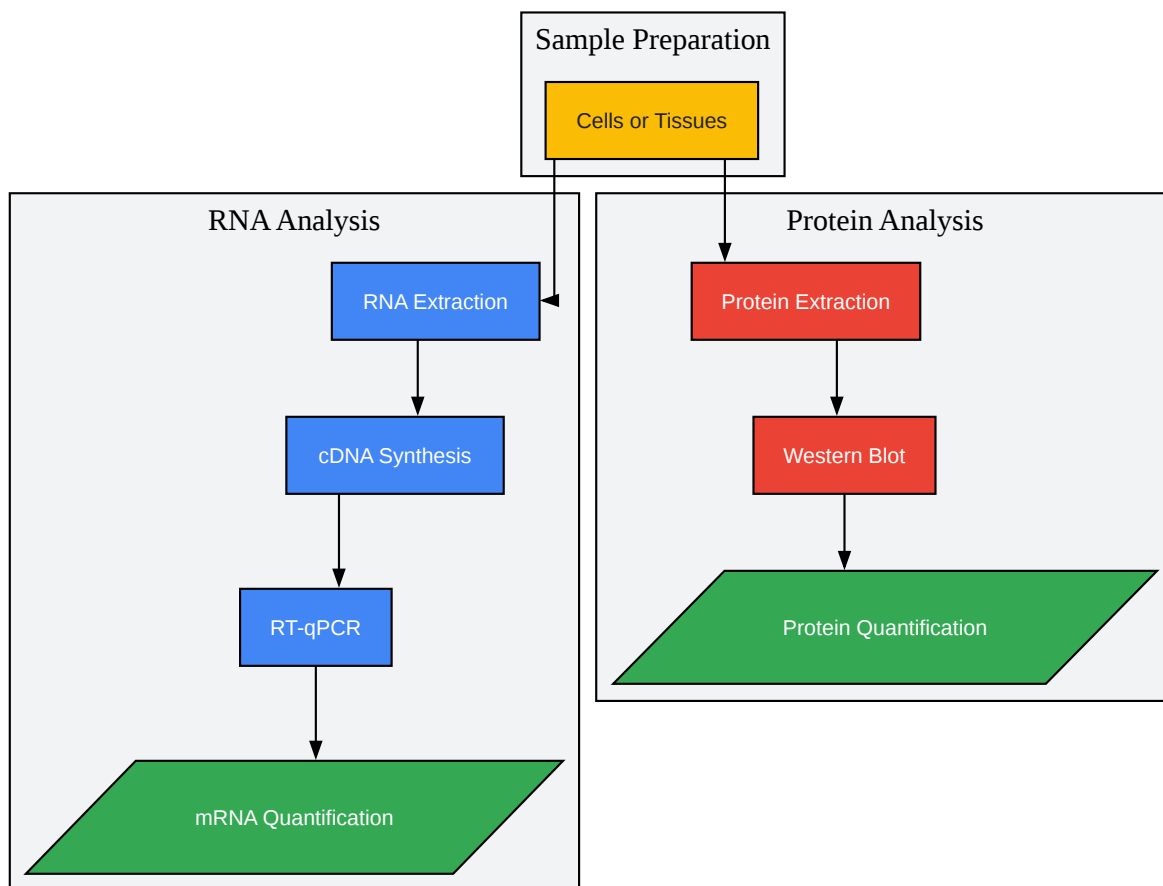 Sample Preparation
Cells or Tissues
RNA Analysis
RNA Extraction
cDNA Synthesis
RT-qPCR
mRNA Quantification
Protein Analysis
Protein Extraction
Western Blot
Protein Quantification